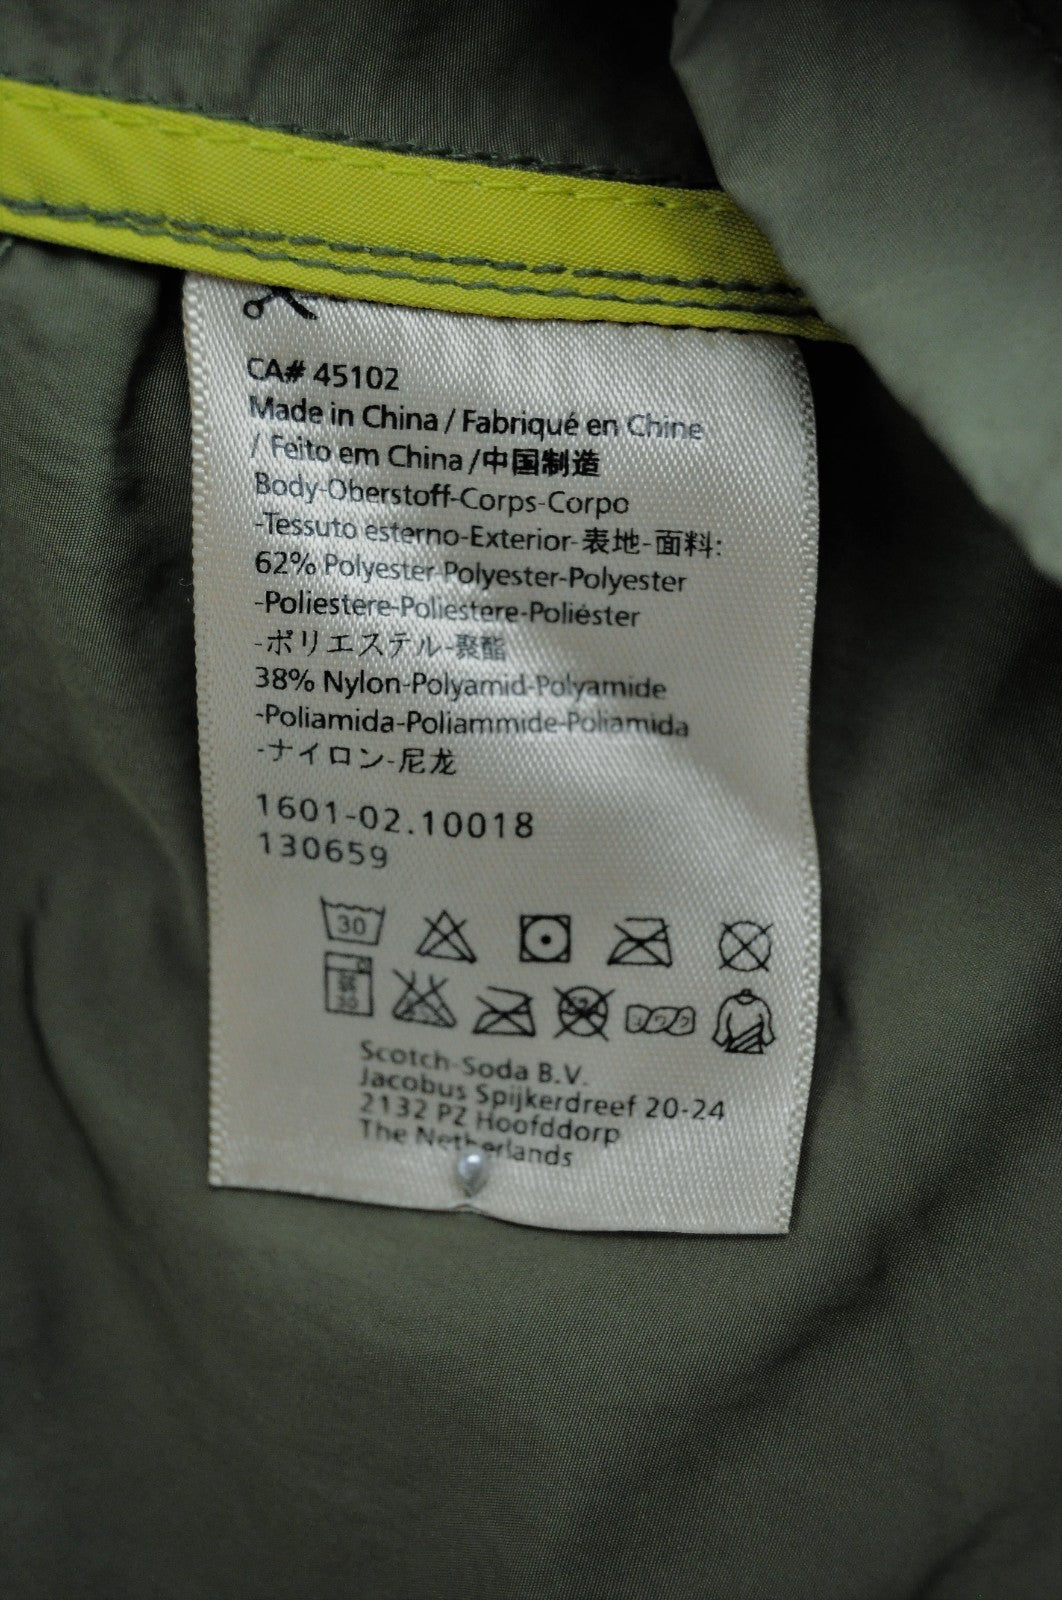 CA# 45102
Made in China / Fabriqué en Chine
/ Feito em China /中国制造
Body-Oberstoff-Corps-Corpo
-Tessuto esterno-Exterior-表地-面料:
62% Polyester-Polyester-Polyester
-Poliestere-Poliestere-Poliéster
-ポリエステル-聚酯
38% Nylon-Polyamid-Polyamide
-Poliamida-Poliammide-Poliamida
-ナイロン-尼龙
1601-02.10018
130659
30
30
Scotch-Soda B.V.
Jacobus Spijkerdreef 20-24
2132 PZ Hoofddorp
The Netherlands